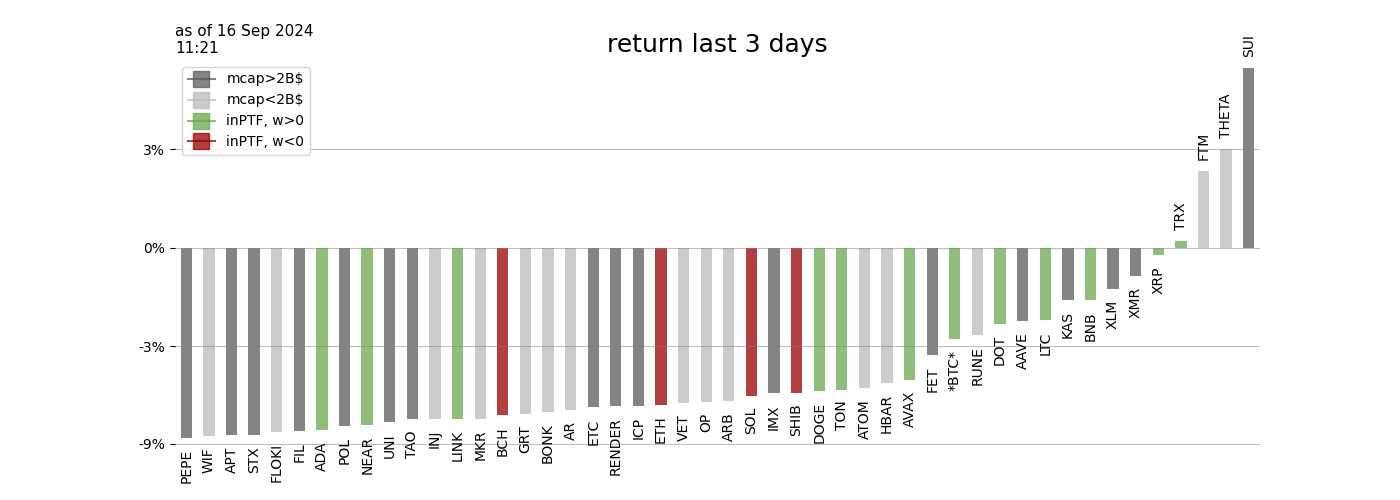 as of 16 Sep 2024
11:21
return last 3 days
mcap>2B$
mcap<2B$
inPTF, w>0
inPTF, w<0
3%
0%
-3%
-9%
PEPE
WIF
APT
STX
FLOKI
FIL
ADA
POL
NEAR
UNI
TAO
INJ
LINK
MKR
BCH
GRT
BONK
AR
ETC
RENDER
ICP
ETH
VET
OP
ARB
SOL
IMX
SHIB
DOGE
TON
ATOM
HBAR
AVAX
FET
*BTC*
RUNE
DOT
AAVE
LTC
KAS
BNB
XLM
XMR
XRP
TRX
FTM
THETA
SUI